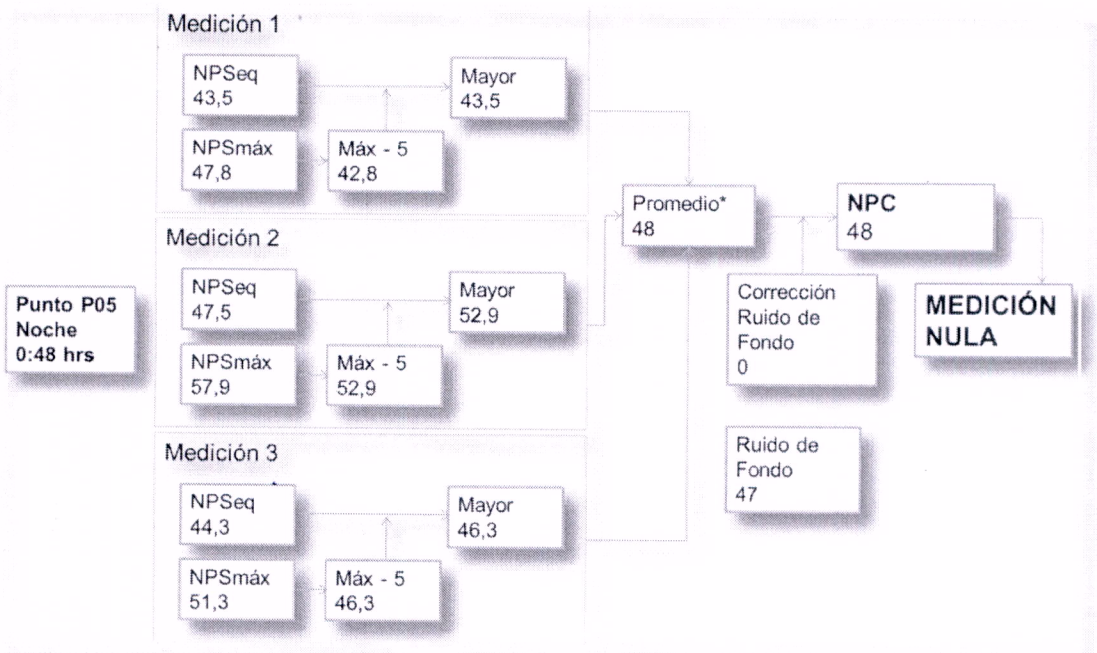 Medición 1
NPSeq
43,5
NPSmáx
47,8
Máx - 5
42,8
Mayor
43,5
Medición 2
NPSeq
47,5
NPSmáx
57,9
Máx - 5
52,9
Mayor
52,9
Medición 3
NPSeq
44,3
NPSmáx
51,3
Máx - 5
46,3
Mayor
46,3
Punto P05
Noche
0:48 hrs
Promedio*
48
NPC
48
Corrección
Ruido de
Fondo
0
MEDICIÓN
NULA
Ruido de
Fondo
47